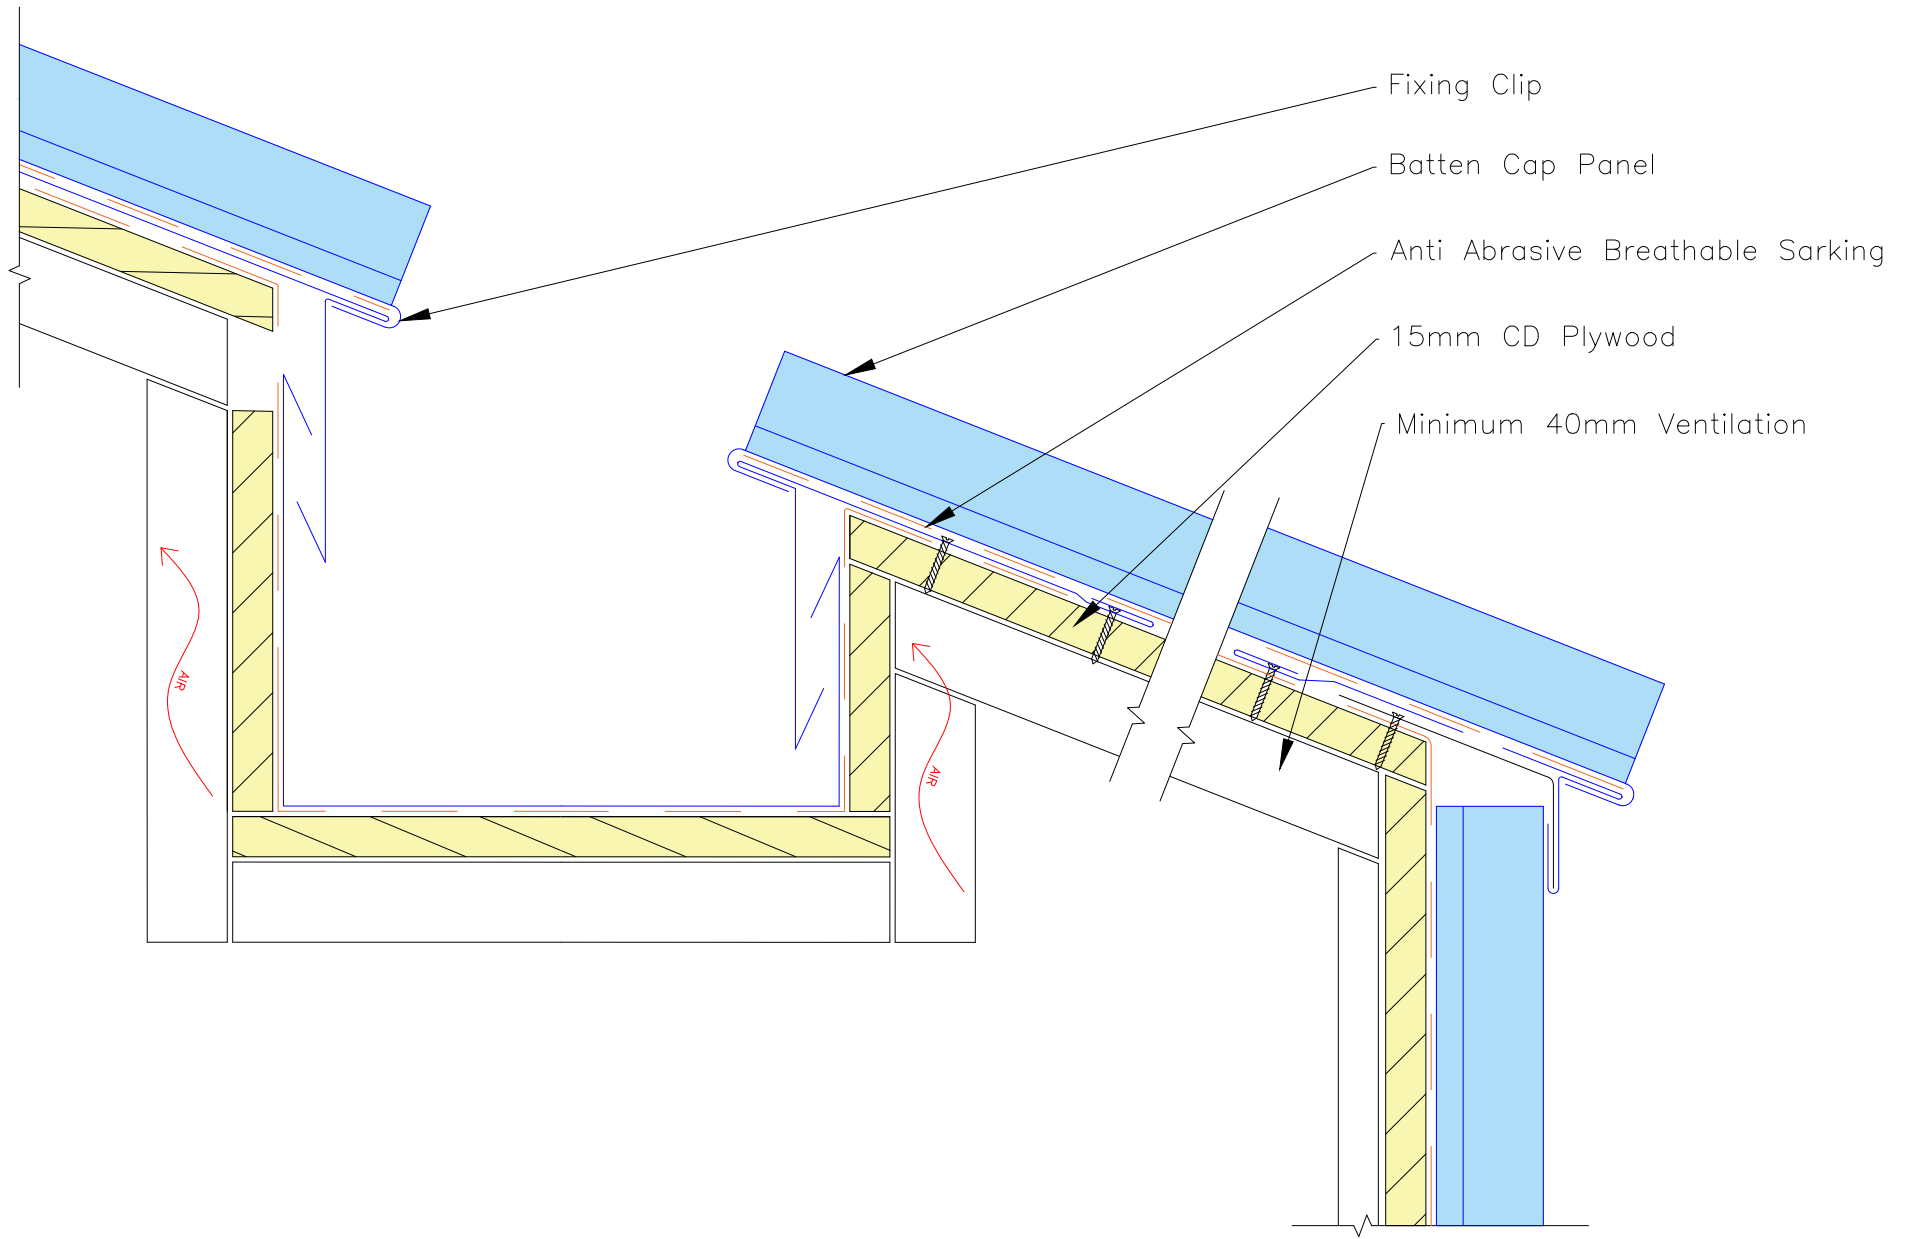 Fixing Clip
Batten Cap Panel
Anti Abrasive Breathable Sarking
15mm CD Plywood
Minimum 40mm Ventilation
AIR
AIR